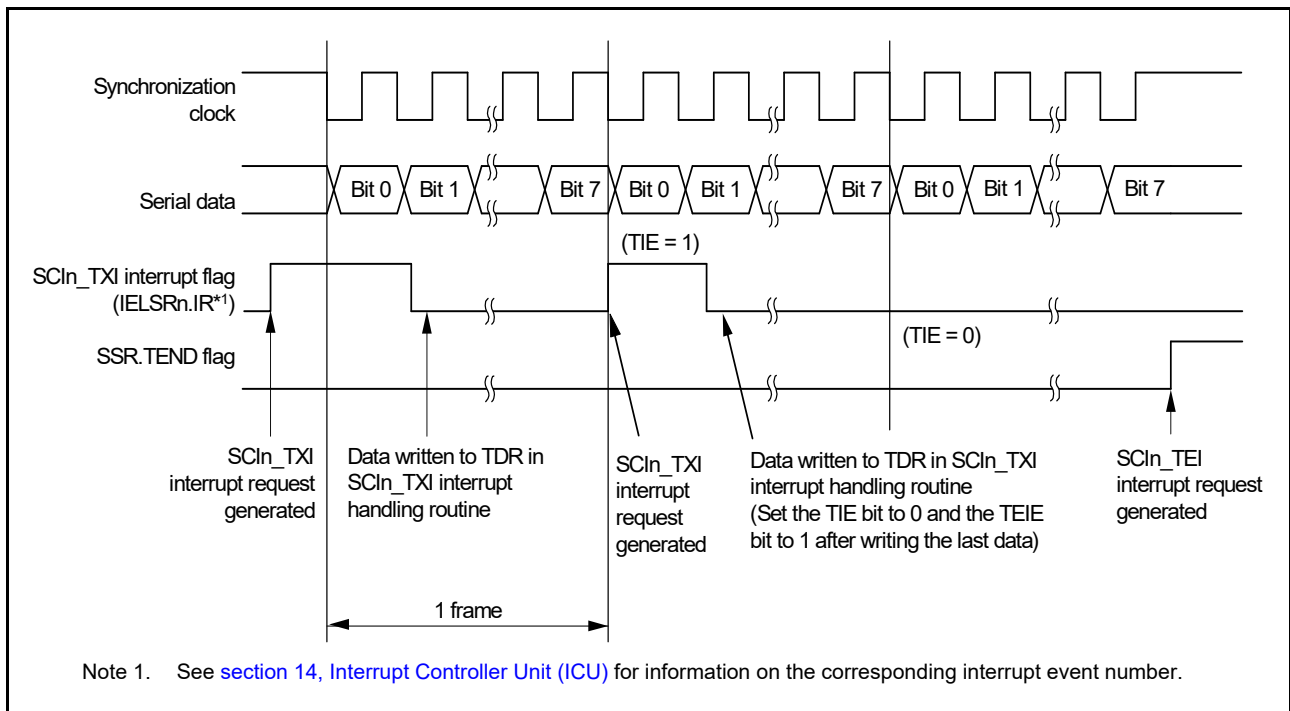 Synchronization
clock
Serial data
Bit 0 Bit 1 Bit 7 Bit 0 Bit 1 Bit 7 Bit 0 Bit 1 Bit 7
(TIE = 1)
SCIn_TXI interrupt flag
(IELSRn.IR*1)
(TIE = 0)
SSR.TEND flag
SCIn_TXI
interrupt request
generated
Data written to TDR in
SCIn_TXI interrupt
handling routine
SCIn_TXI
interrupt
request
generated
Data written to TDR in SCIn_TXI
interrupt handling routine
(Set the TIE bit to 0 and the TEIE
bit to 1 after writing the last data)
SCIn_TEI
interrupt request
generated
1 frame
Note 1. See section 14, Interrupt Controller Unit (ICU) for information on the corresponding interrupt event number.